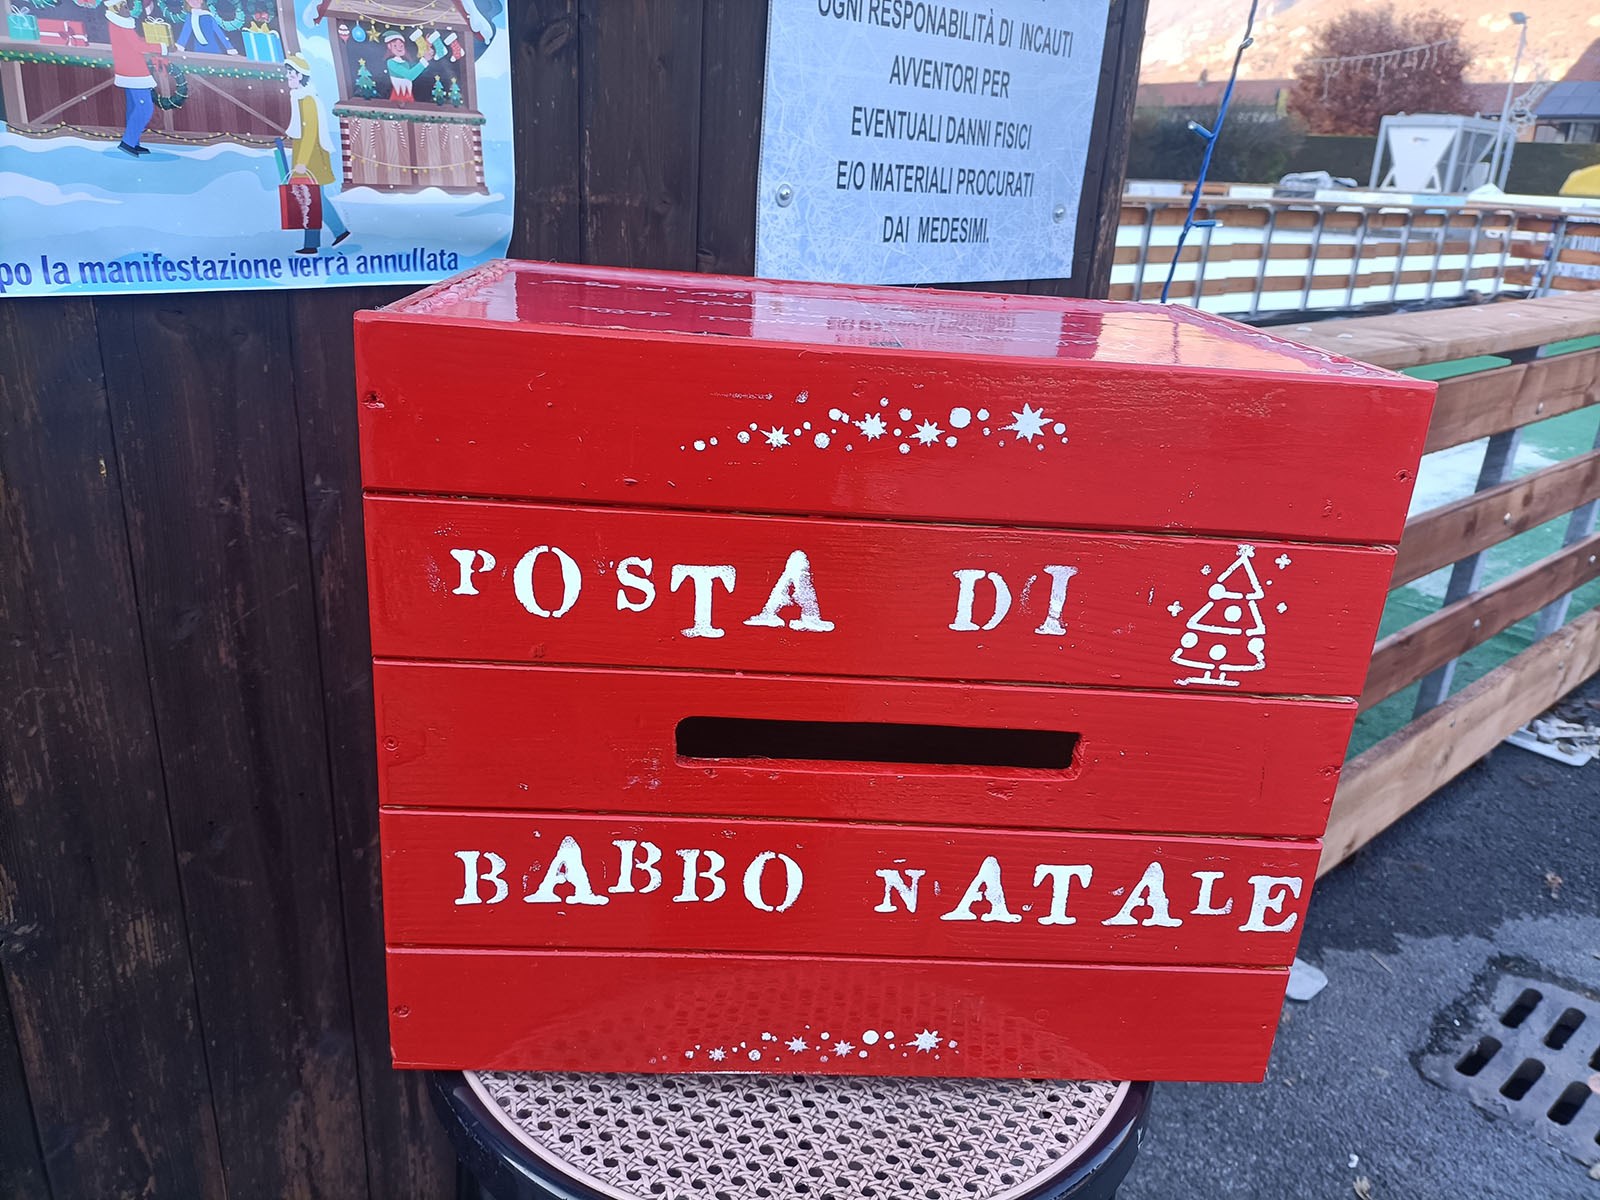 OGNI RESPONABILITÀ DI INCAUTI
AVVENTORI PER
EVENTUALI DANNI FISICI
E/O MATERIALI PROCURATI
DAI MEDESIMI.
po la manifestazione verrà annullata
POSTA DI
BABBO NATALE